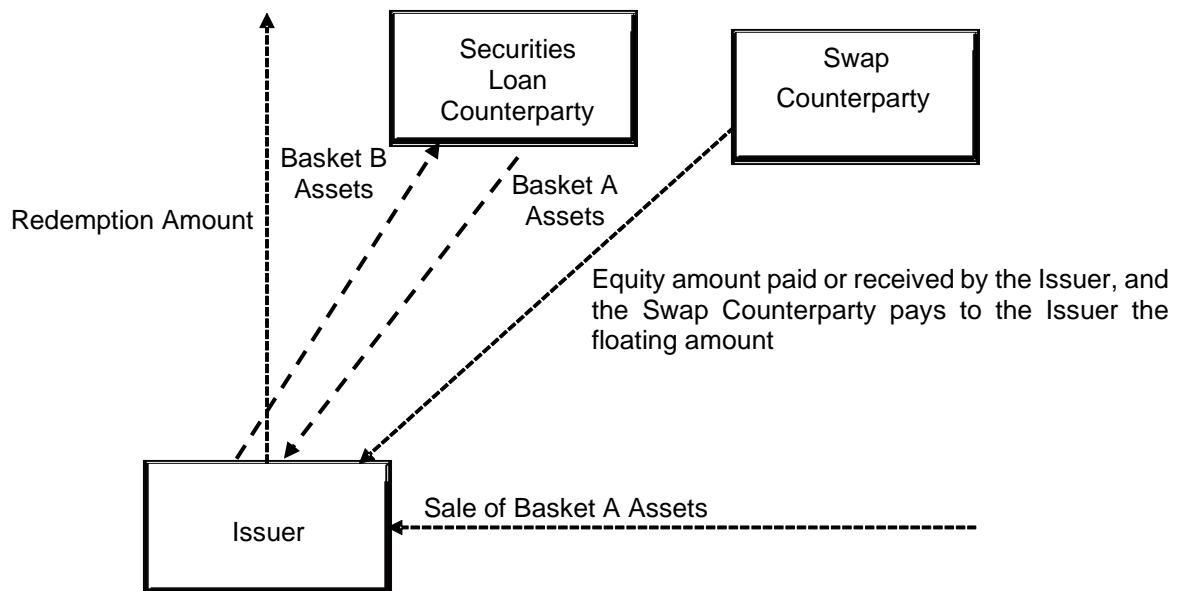 Securities
Loan
Counterparty
Swap
Counterparty
Basket B
Assets
Basket A
Assets
Redemption Amount
Equity amount paid or received by the Issuer, and
the Swap Counterparty pays to the Issuer the
floating amount
Sale of Basket A Assets
Issuer